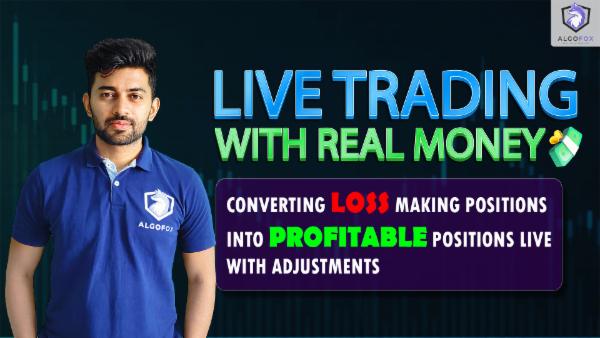 ALGOFOX
LIVE TRADING
WITH REAL MONEY
CONVERTING LOSS MAKING POSITIONS
INTO PROFITABLE POSITIONS LIVE
WITH ADJUSTMENTS
ALGOFOX